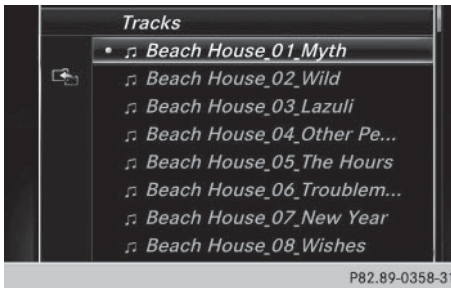 Tracks
Beach House_01_Myth
Beach House_02_Wild
Beach House_03_Lazuli
Beach House_04_Other Pe...
Beach House_05_The Hours
Beach House_06_Troublem...
Beach House_07_New Year
Beach House_08_Wishes
P82.89-0358-31